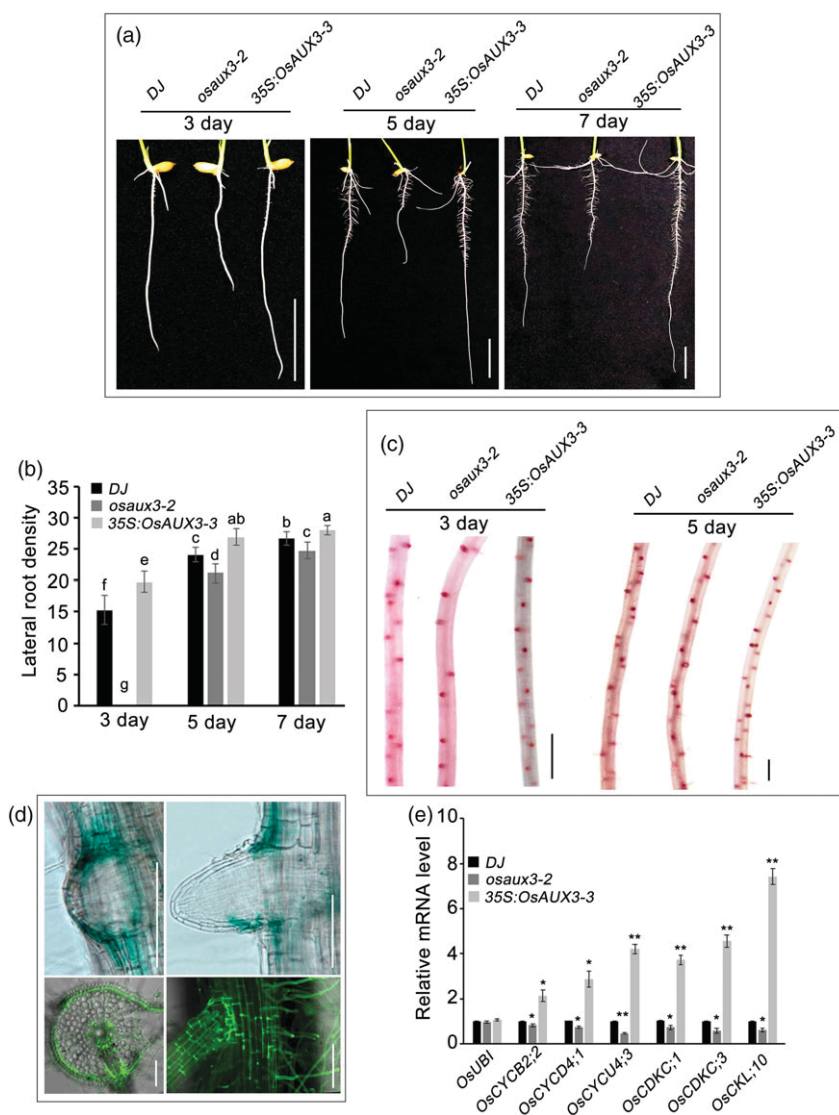 (a)
DJ osaux3-2 35S:OsAUX3-3 DJ osaux3-2 35S:OsAUX3-3 DJ osaux3-2 35S:OsAUX3-3
3 day 5 day 7 day
(b)
DJ
osaux3-2
35S:OsAUX3-3
Lateral root density
35
30
25
20
15
10
5
0
f g e c d ab b c a
3 day 5 day 7 day
(c)
DJ osaux3-2 35S:OsAUX3-3 DJ osaux3-2 35S:OsAUX3-3
3 day 5 day
(d)
(e)
DJ
osaux3-2
35S:OsAUX3-3
Relative mRNA level
10
8
6
4
2
0
* * * * ** ** * ** * ** * **
OsUBI OsCYCB2;2 OsCYCD4;1 OsCYCU4;3 OsCDKC;1 OsCDKC;3 OsCKL;10